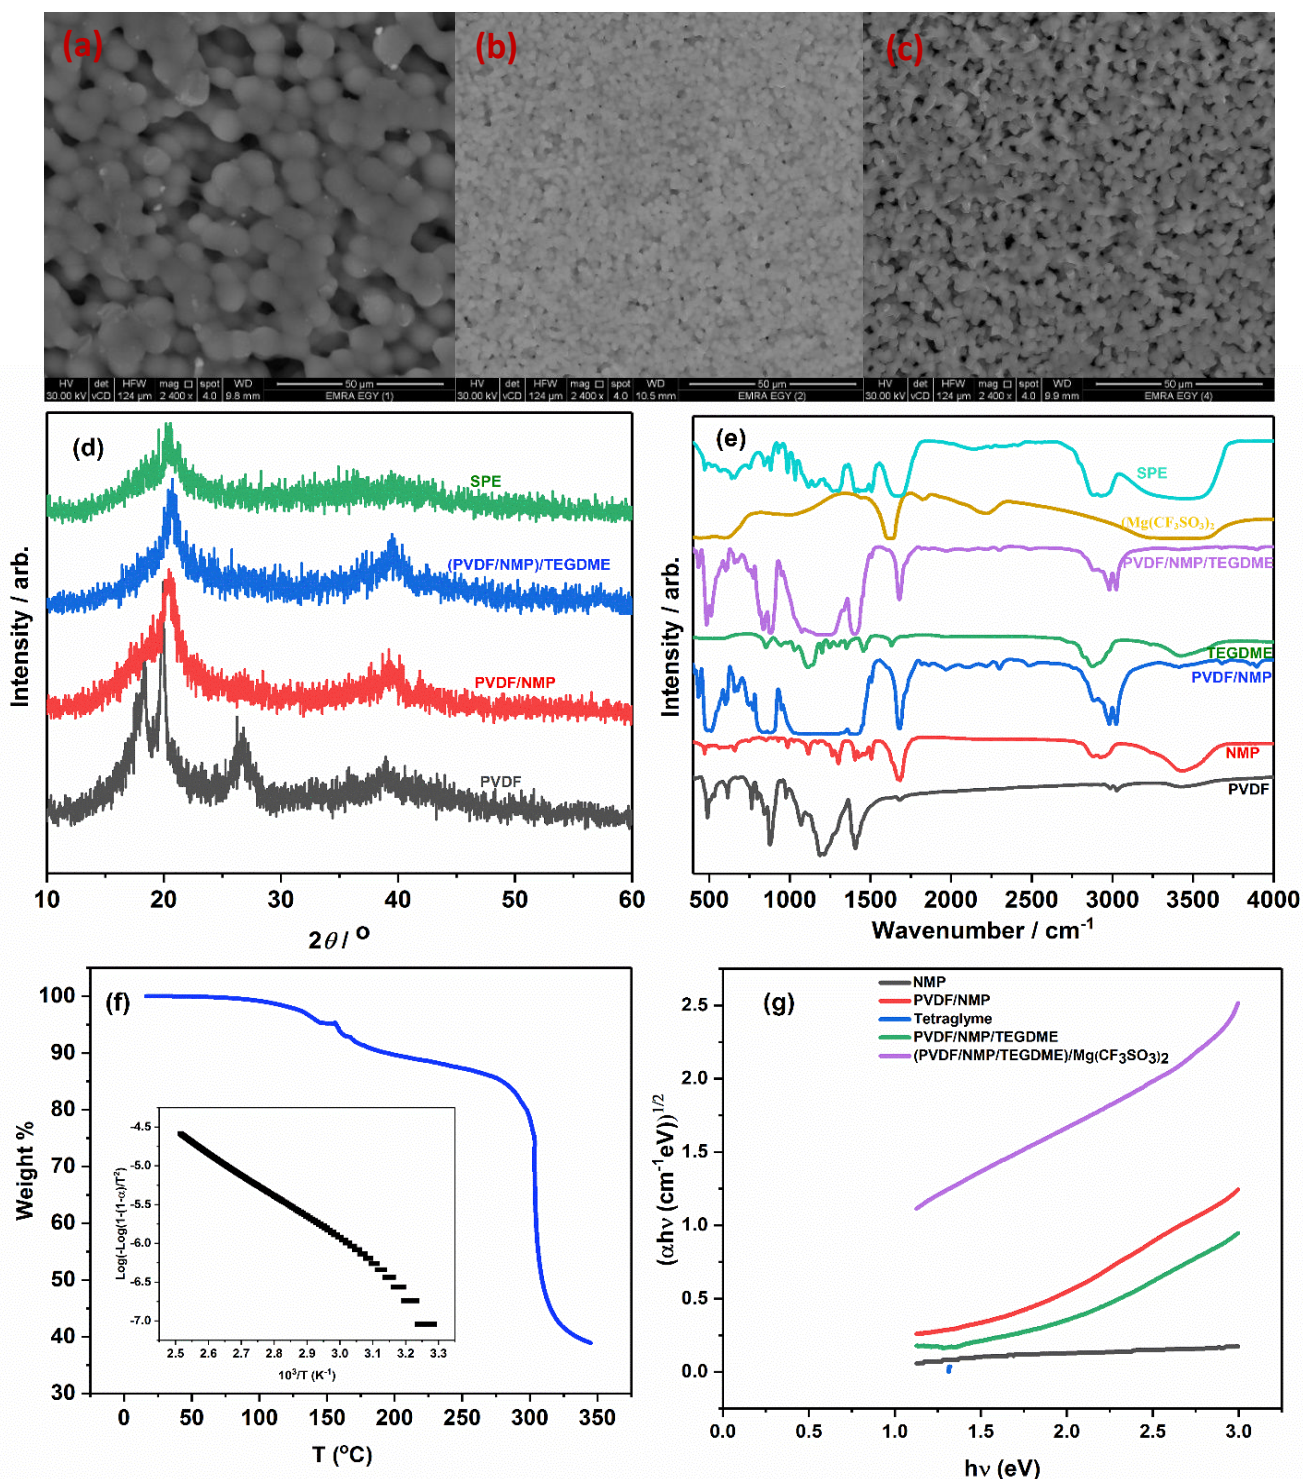 (a)
(b)
(c)
HV det HFW mag □ spot WD 50 µm
30.00 kV vCD 124 µm 2 400 x 4.0 9.8 mm EMRA EGY (1)
HV det HFW mag □ spot WD 50 µm
30.00 kV vCD 124 µm 2 400 x 4.0 10.5 mm EMRA EGY (2)
HV det HFW mag □ spot WD 50 µm
30.00 kV vCD 124 µm 2 400 x 4.0 9.9 mm EMRA EGY (4)
(d)
SPE
(PVDF/NMP)/TEGDME
PVDF/NMP
PVDF
Intensity / arb.
10 20 30 40 50 60
2θ / º
(e)
SPE
(Mg(CF₃SO₃)₂
PVDF/NMP/TEGDME
TEGDME
PVDF/NMP
NMP
PVDF
Intensity / arb.
500 1000 1500 2000 2500 3000 3500 4000
Wavenumber / cm⁻¹
(f)
Weight %
100
90
80
70
60
50
40
30
0 50 100 150 200 250 300 350
T (ºC)
Log(-Log(1-(1-α)/T²)
-4.5
-5.0
-5.5
-6.0
-6.5
-7.0
2.5 2.6 2.7 2.8 2.9 3.0 3.1 3.2 3.3
10³/T (K⁻¹)
(g)
NMP
PVDF/NMP
Tetraglyme
PVDF/NMP/TEGDME
(PVDF/NMP/TEGDME)/Mg(CF₃SO₃)₂
(αhν (cm⁻¹eV))¹/²
2.5
2.0
1.5
1.0
0.5
0.0
0.0 0.5 1.0 1.5 2.0 2.5 3.0
hν (eV)